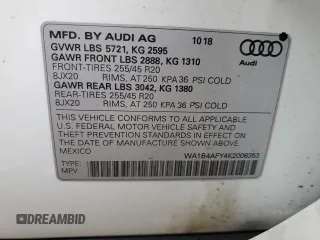 MFD. BY AUDI AG 10 18
GVWR LBS 5721, KG 2595
GAWR FRONT LBS 2888, KG 1310
FRONT-TIRES 255/45 R20
8JX20 RIMS, AT 250 KPA 36 PSI COLD
GAWR REAR LBS 3042, KG 1380
REAR-TIRES 255/45 R20
8JX20 RIMS, AT 250 KPA 36 PSI COLD
Audi
THIS VEHICLE CONFORMS TO ALL APPLICABLE
U.S. FEDERAL MOTOR VEHICLE SAFETY AND
THEFT PREVENTION STANDARDS IN EFFECT ON
THE DATE OF MANUFACTURE SHOWN ABOVE.
MEXICO
TYPE: WA1B4AFY4K2006353
MPV
DREAMBID